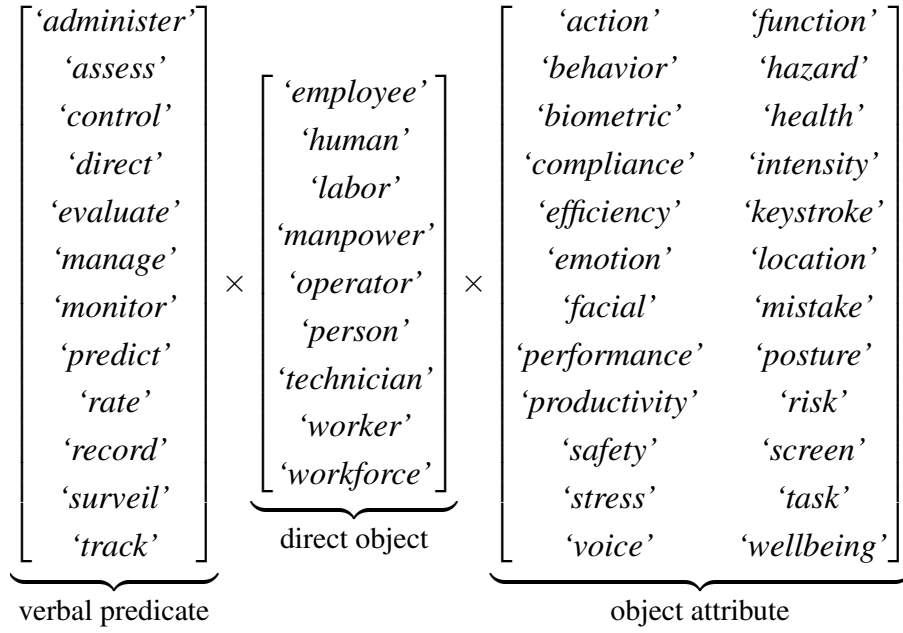 ‘administer’
‘assess’
‘control’
‘direct’
‘evaluate’
‘manage’
‘monitor’
‘predict’
‘rate’
‘record’
‘surveil’
‘track’
verbal predicate
×
‘employee’
‘human’
‘labor’
‘manpower’
‘operator’
‘person’
‘technician’
‘worker’
‘workforce’
direct object
×
‘action’ ‘function’
‘behavior’ ‘hazard’
‘biometric’ ‘health’
‘compliance’ ‘intensity’
‘efficiency’ ‘keystroke’
‘emotion’ ‘location’
‘facial’ ‘mistake’
‘performance’ ‘posture’
‘productivity’ ‘risk’
‘safety’ ‘screen’
‘stress’ ‘task’
‘voice’ ‘wellbeing’
object attribute